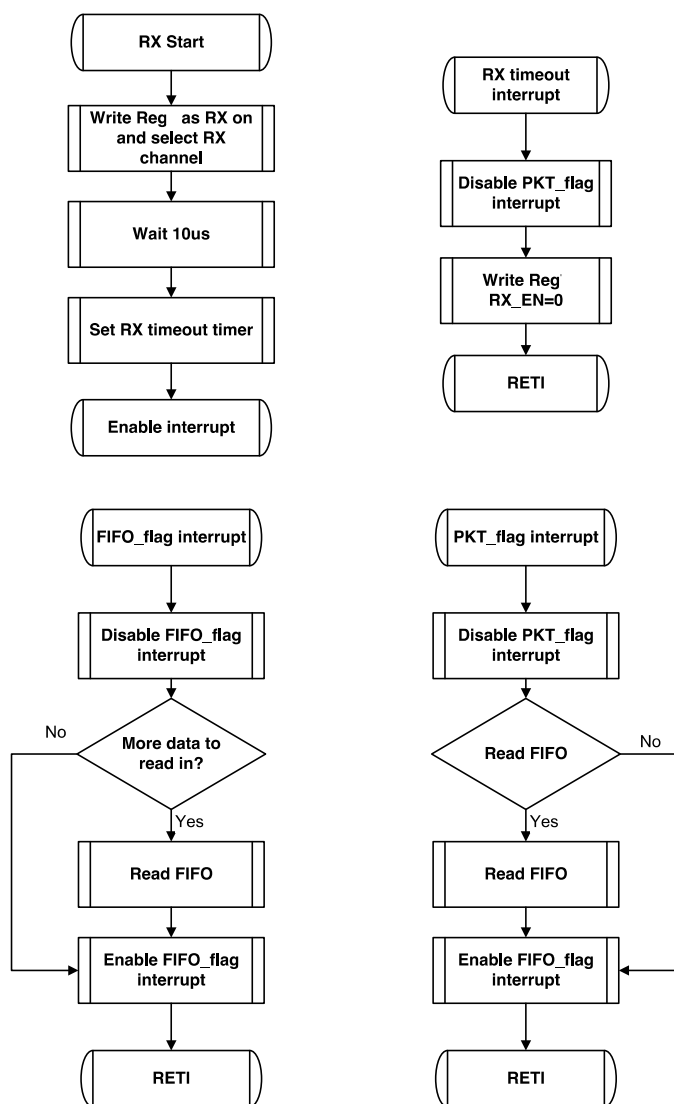 RX Start
Write Reg as RX on
and select RX
channel
Wait 10us
Set RX timeout timer
Enable interrupt
RX timeout
interrupt
Disable PKT_flag
interrupt
Write Reg
RX_EN=0
RETI
FIFO_flag interrupt
Disable FIFO_flag
interrupt
No
More data to
read in?
Yes
Read FIFO
Enable FIFO_flag
interrupt
RETI
PKT_flag interrupt
Disable PKT_flag
interrupt
Read FIFO
No
Yes
Read FIFO
Enable FIFO_flag
interrupt
RETI